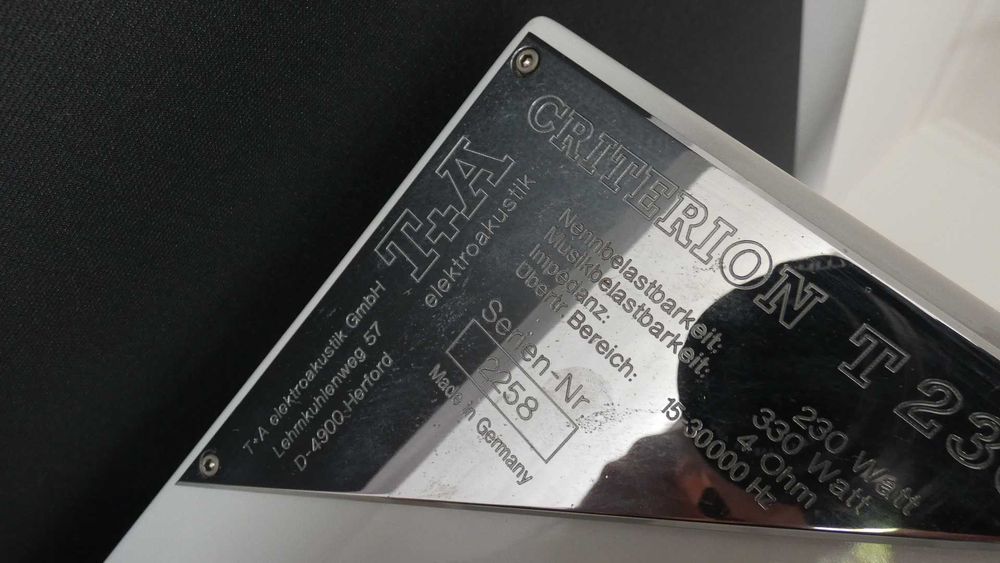 CRITERION T 23
T+A
elektroakustik
Nennbelastbarkeit: 230 Watt
Musikbelastbarkeit: 330 Watt
Impedanz: 4 Ohm
Übertr. Bereich: 15-30000 Hz
Serien-Nr
2258
Made in Germany
T+A elektroakustik GmbH
Lehmkuhlenweg 57
D-4900 Herford